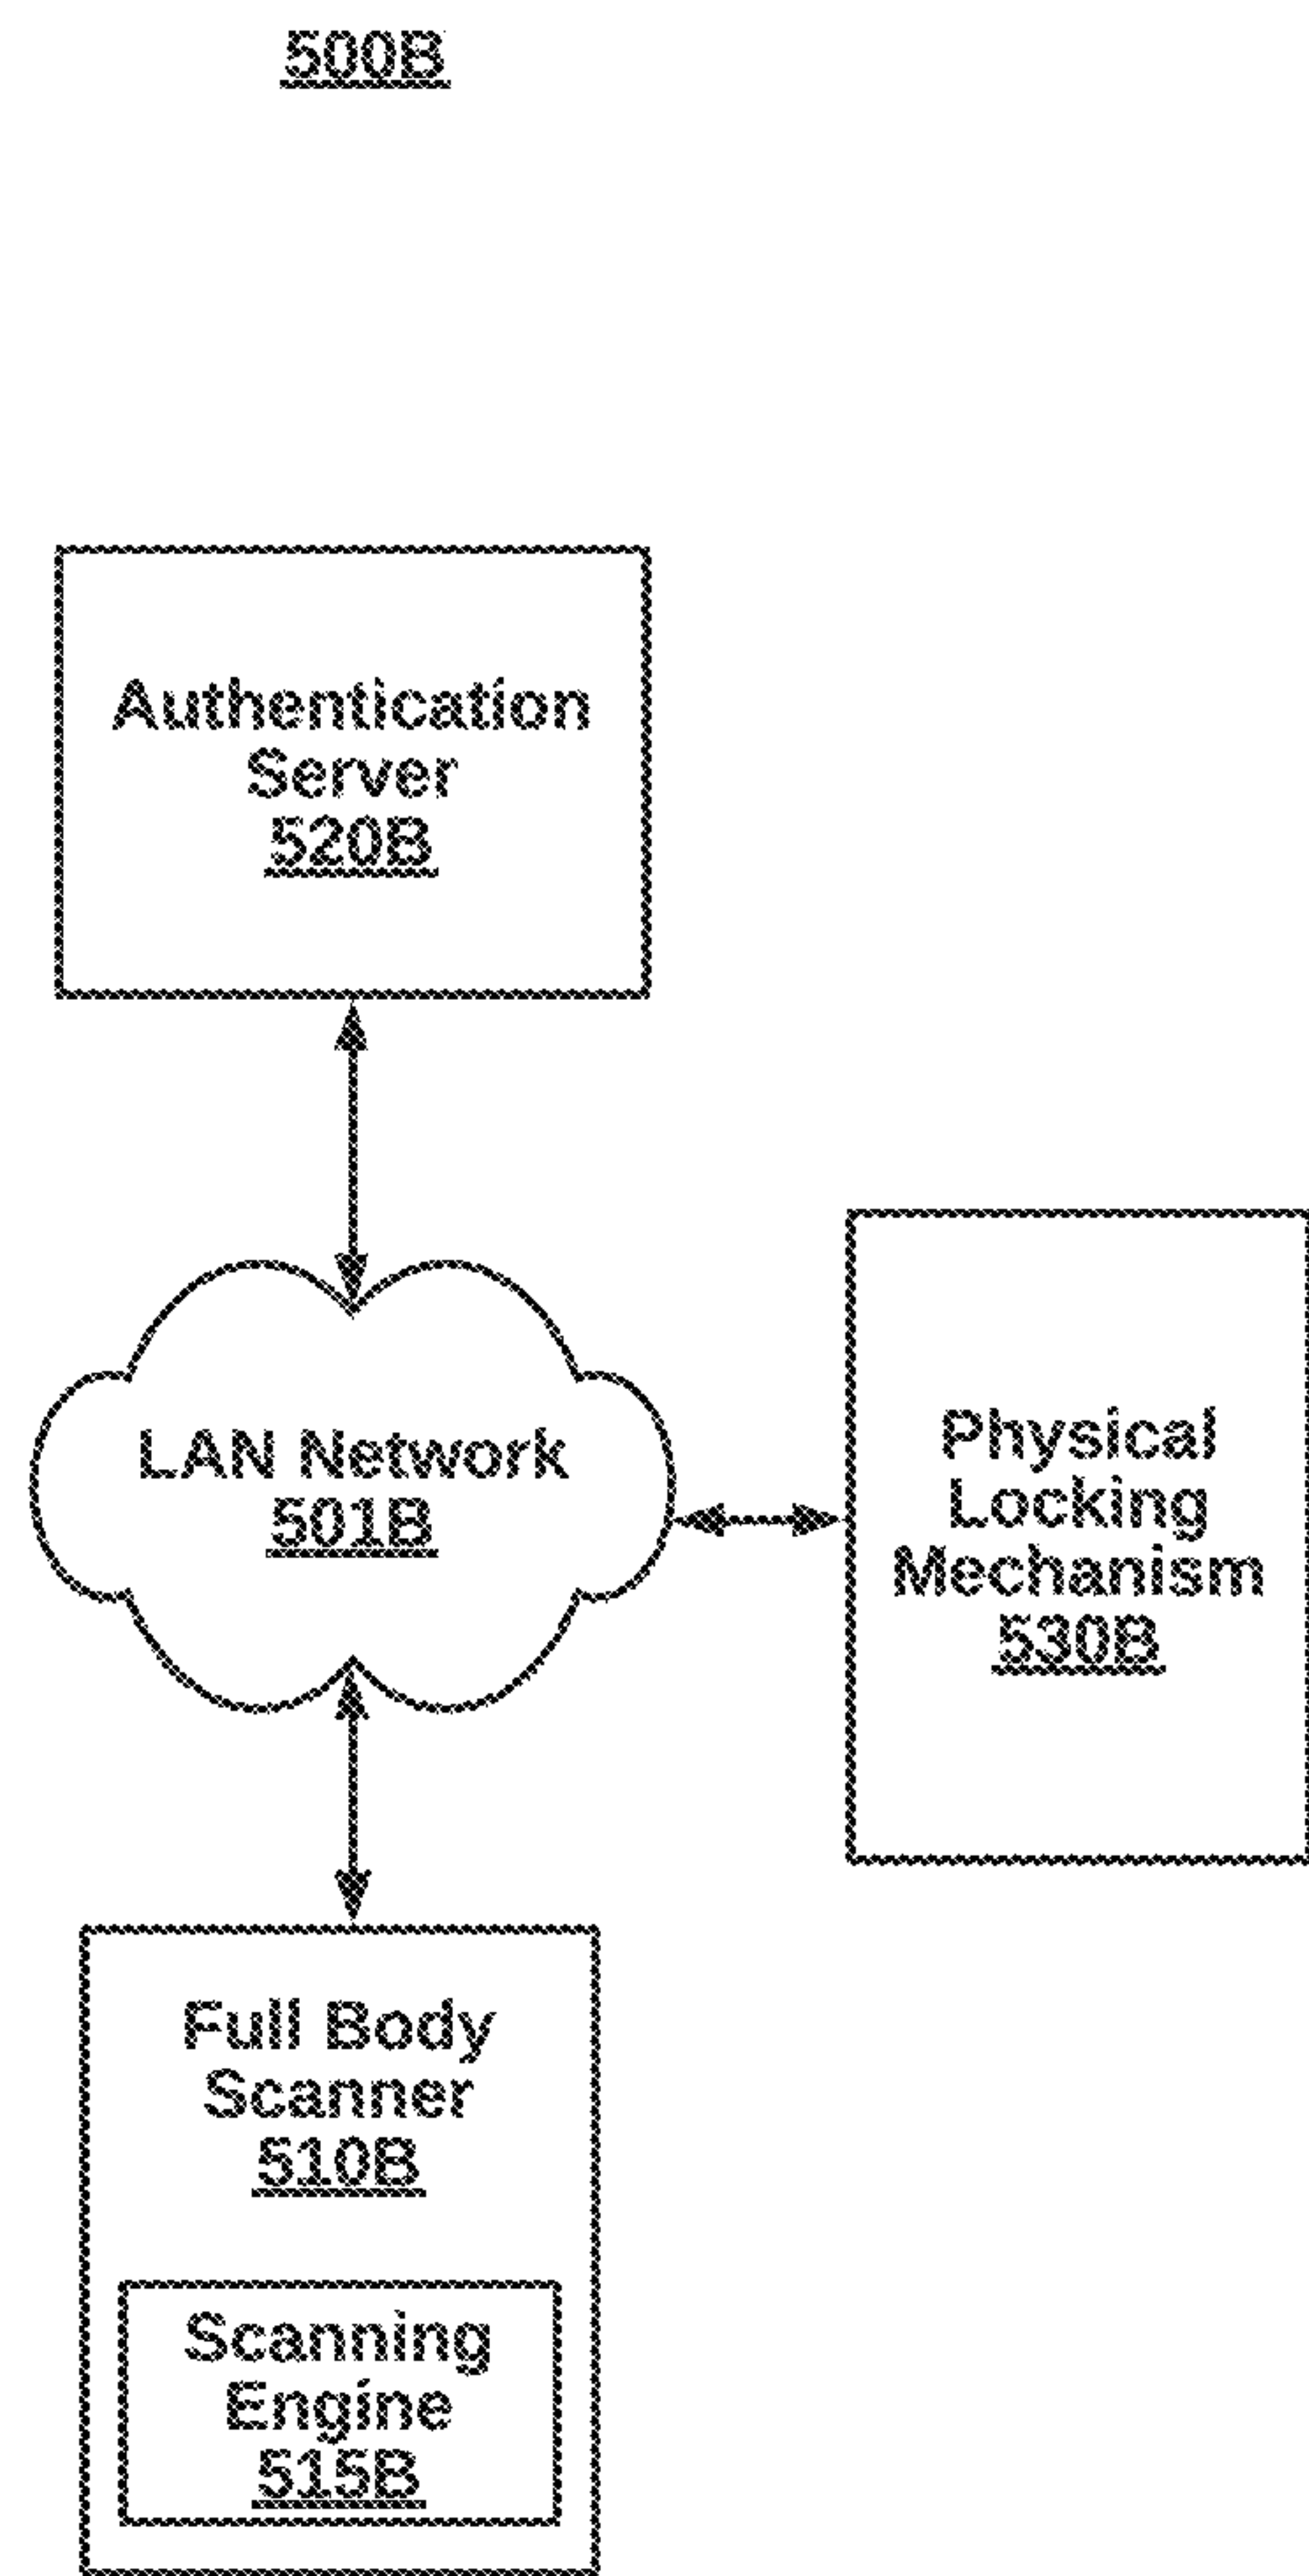 500B
Authentication
Server
520B
LAN Network
501B
Physical
Locking
Mechanism
530B
Full Body
Scanner
510B
Scanning
Engine
515B